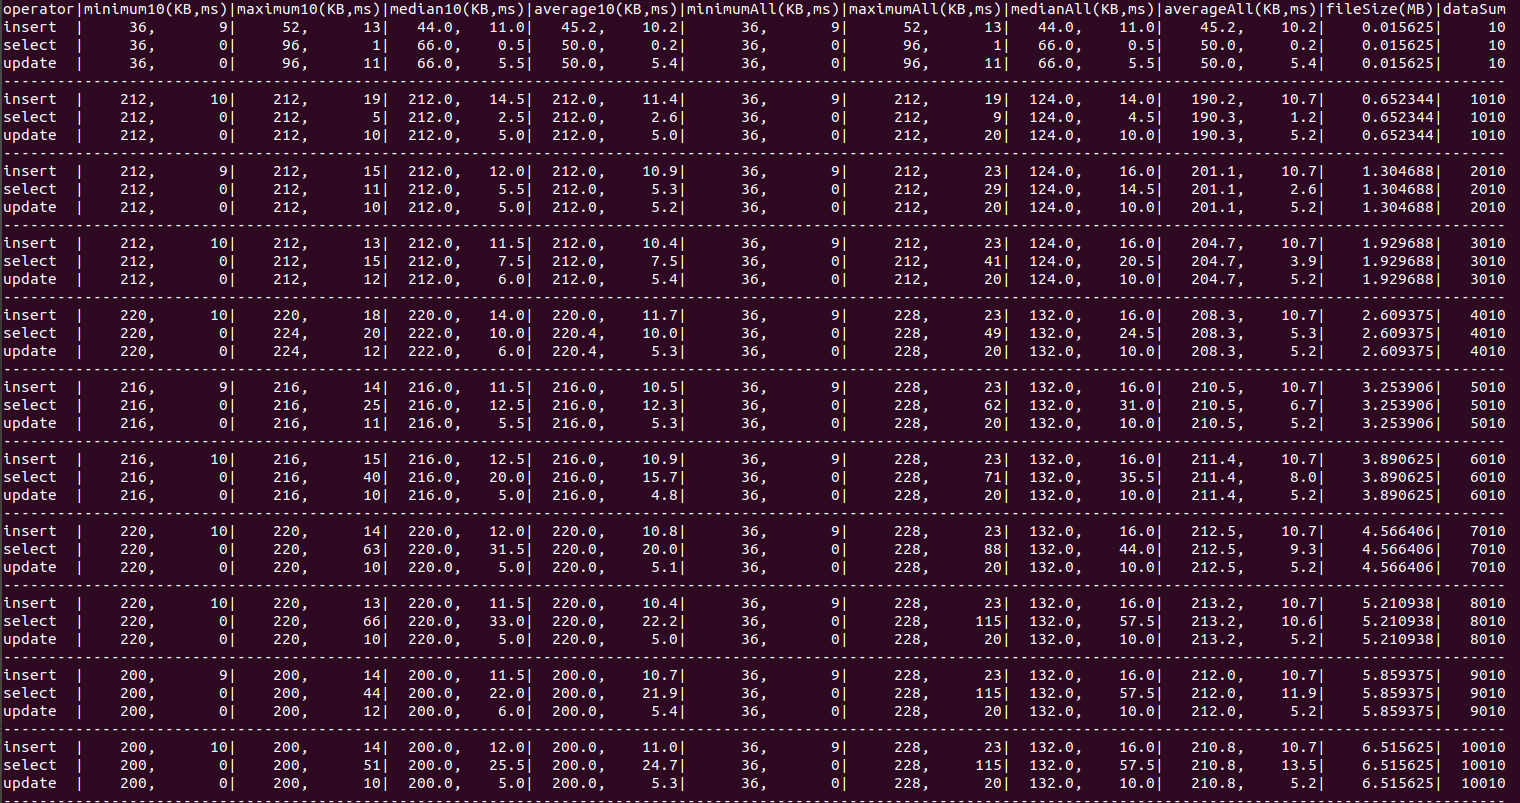 operator|minimum10(KB,ms)|maximum10(KB,ms)|median10(KB,ms)|average10(KB,ms)|minimumAll(KB,ms)|maximumAll(KB,ms)|medianAll(KB,ms)|averageAll(KB,ms)|fileSize(MB)|dataSum
insert | 36, 9| 52, 13| 44.0, 11.0| 45.2, 10.2| 36, 9| 52, 13| 44.0, 11.0| 45.2, 10.2| 0.015625| 10
select | 36, 0| 96, 1| 66.0, 0.5| 50.0, 0.2| 36, 0| 96, 1| 66.0, 0.5| 50.0, 0.2| 0.015625| 10
update | 36, 0| 96, 11| 66.0, 5.5| 50.0, 5.4| 36, 0| 96, 11| 66.0, 5.5| 50.0, 5.4| 0.015625| 10
insert | 212, 10| 212, 19| 212.0, 14.5| 212.0, 11.4| 36, 9| 212, 19| 124.0, 14.0| 190.2, 10.7| 0.652344| 1010
select | 212, 0| 212, 5| 212.0, 2.5| 212.0, 2.6| 36, 0| 212, 9| 124.0, 4.5| 190.3, 1.2| 0.652344| 1010
update | 212, 0| 212, 10| 212.0, 5.0| 212.0, 5.0| 36, 0| 212, 20| 124.0, 10.0| 190.3, 5.2| 0.652344| 1010
insert | 212, 9| 212, 15| 212.0, 12.0| 212.0, 10.9| 36, 9| 212, 23| 124.0, 16.0| 201.1, 10.7| 1.304688| 2010
select | 212, 0| 212, 11| 212.0, 5.5| 212.0, 5.3| 36, 0| 212, 29| 124.0, 14.5| 201.1, 2.6| 1.304688| 2010
update | 212, 0| 212, 10| 212.0, 5.0| 212.0, 5.2| 36, 0| 212, 20| 124.0, 10.0| 201.1, 5.2| 1.304688| 2010
insert | 212, 10| 212, 13| 212.0, 11.5| 212.0, 10.4| 36, 9| 212, 23| 124.0, 16.0| 204.7, 10.7| 1.929688| 3010
select | 212, 0| 212, 15| 212.0, 7.5| 212.0, 7.5| 36, 0| 212, 41| 124.0, 20.5| 204.7, 3.9| 1.929688| 3010
update | 212, 0| 212, 12| 212.0, 6.0| 212.0, 5.4| 36, 0| 212, 20| 124.0, 10.0| 204.7, 5.2| 1.929688| 3010
insert | 220, 10| 220, 18| 220.0, 14.0| 220.0, 11.7| 36, 9| 228, 23| 132.0, 16.0| 208.3, 10.7| 2.609375| 4010
select | 220, 0| 224, 20| 222.0, 10.0| 220.4, 10.0| 36, 0| 228, 49| 132.0, 24.5| 208.3, 5.3| 2.609375| 4010
update | 220, 0| 224, 12| 222.0, 6.0| 220.4, 5.3| 36, 0| 228, 20| 132.0, 10.0| 208.3, 5.2| 2.609375| 4010
insert | 216, 9| 216, 14| 216.0, 11.5| 216.0, 10.5| 36, 9| 228, 23| 132.0, 16.0| 210.5, 10.7| 3.253906| 5010
select | 216, 0| 216, 25| 216.0, 12.5| 216.0, 12.3| 36, 0| 228, 62| 132.0, 31.0| 210.5, 6.7| 3.253906| 5010
update | 216, 0| 216, 11| 216.0, 5.5| 216.0, 5.3| 36, 0| 228, 20| 132.0, 10.0| 210.5, 5.2| 3.253906| 5010
insert | 216, 10| 216, 15| 216.0, 12.5| 216.0, 10.9| 36, 9| 228, 23| 132.0, 16.0| 211.4, 10.7| 3.890625| 6010
select | 216, 0| 216, 40| 216.0, 20.0| 216.0, 15.7| 36, 0| 228, 71| 132.0, 35.5| 211.4, 8.0| 3.890625| 6010
update | 216, 0| 216, 10| 216.0, 5.0| 216.0, 4.8| 36, 0| 228, 20| 132.0, 10.0| 211.4, 5.2| 3.890625| 6010
insert | 220, 10| 220, 14| 220.0, 12.0| 220.0, 10.8| 36, 9| 228, 23| 132.0, 16.0| 212.5, 10.7| 4.566406| 7010
select | 220, 0| 220, 63| 220.0, 31.5| 220.0, 20.0| 36, 0| 228, 88| 132.0, 44.0| 212.5, 9.3| 4.566406| 7010
update | 220, 0| 220, 10| 220.0, 5.0| 220.0, 5.1| 36, 0| 228, 20| 132.0, 10.0| 212.5, 5.2| 4.566406| 7010
insert | 220, 10| 220, 13| 220.0, 11.5| 220.0, 10.4| 36, 9| 228, 23| 132.0, 16.0| 213.2, 10.7| 5.210938| 8010
select | 220, 0| 220, 66| 220.0, 33.0| 220.0, 22.2| 36, 0| 228, 115| 132.0, 57.5| 213.2, 10.6| 5.210938| 8010
update | 220, 0| 220, 10| 220.0, 5.0| 220.0, 5.0| 36, 0| 228, 20| 132.0, 10.0| 213.2, 5.2| 5.210938| 8010
insert | 200, 9| 200, 14| 200.0, 11.5| 200.0, 10.7| 36, 9| 228, 23| 132.0, 16.0| 212.0, 10.7| 5.859375| 9010
select | 200, 0| 200, 44| 200.0, 22.0| 200.0, 21.9| 36, 0| 228, 115| 132.0, 57.5| 212.0, 11.9| 5.859375| 9010
update | 200, 0| 200, 12| 200.0, 6.0| 200.0, 5.4| 36, 0| 228, 20| 132.0, 10.0| 212.0, 5.2| 5.859375| 9010
insert | 200, 10| 200, 14| 200.0, 12.0| 200.0, 11.0| 36, 9| 228, 23| 132.0, 16.0| 210.8, 10.7| 6.515625| 10010
select | 200, 0| 200, 51| 200.0, 25.5| 200.0, 24.7| 36, 0| 228, 115| 132.0, 57.5| 210.8, 13.5| 6.515625| 10010
update | 200, 0| 200, 10| 200.0, 5.0| 200.0, 5.3| 36, 0| 228, 20| 132.0, 10.0| 210.8, 5.2| 6.515625| 10010